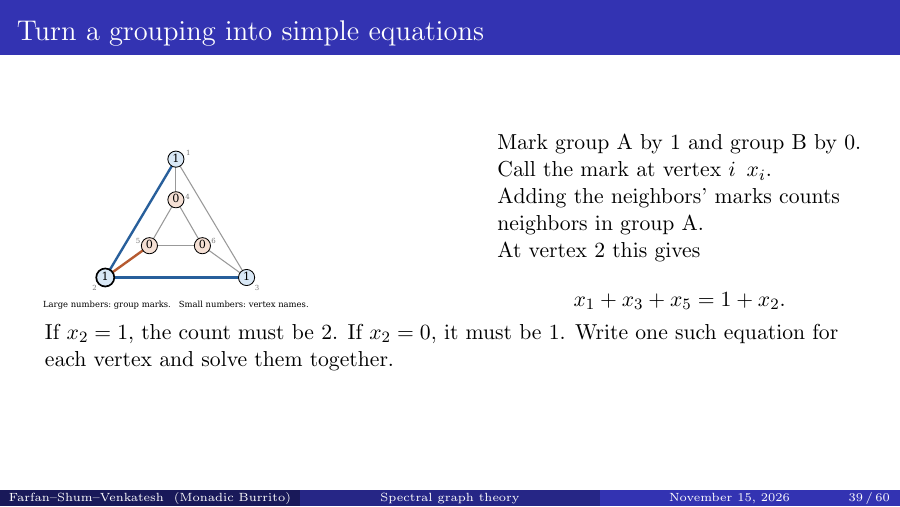 Turn a grouping into simple equations
1
1
0
4
5
0
0
6
1
1
2
3
Large numbers: group marks. Small numbers: vertex names.
Mark group A by 1 and group B by 0.
Call the mark at vertex i x_i.
Adding the neighbors' marks counts
neighbors in group A.
At vertex 2 this gives
x_1 + x_3 + x_5 = 1 + x_2.
If x_2 = 1, the count must be 2. If x_2 = 0, it must be 1. Write one such equation for
each vertex and solve them together.
Farfan–Shum–Venkatesh (Monadic Burrito)
Spectral graph theory
November 15, 2026
39 / 60